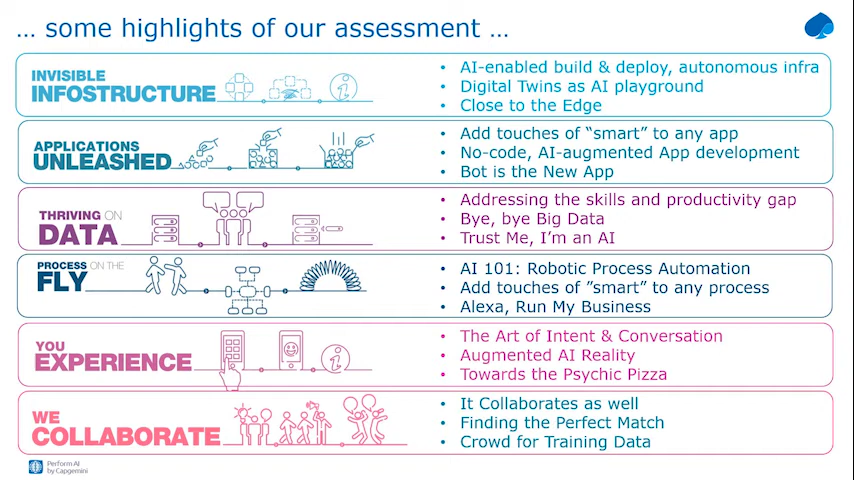 ... some highlights of our assessment ...
INVISIBLE
INFOSTRUCTURE
• AI-enabled build & deploy, autonomous infra
• Digital Twins as AI playground
• Close to the Edge
APPLICATIONS
UNLEASHED
• Add touches of “smart” to any app
• No-code, AI-augmented App development
• Bot is the New App
THRIVING ON
DATA
• Addressing the skills and productivity gap
• Bye, bye Big Data
• Trust Me, I’m an AI
PROCESS ON THE
FLY
• AI 101: Robotic Process Automation
• Add touches of ”smart” to any process
• Alexa, Run My Business
YOU
EXPERIENCE
• The Art of Intent & Conversation
• Augmented AI Reality
• Towards the Psychic Pizza
WE
COLLABORATE
• It Collaborates as well
• Finding the Perfect Match
• Crowd for Training Data
Perform AI
by Capgemini